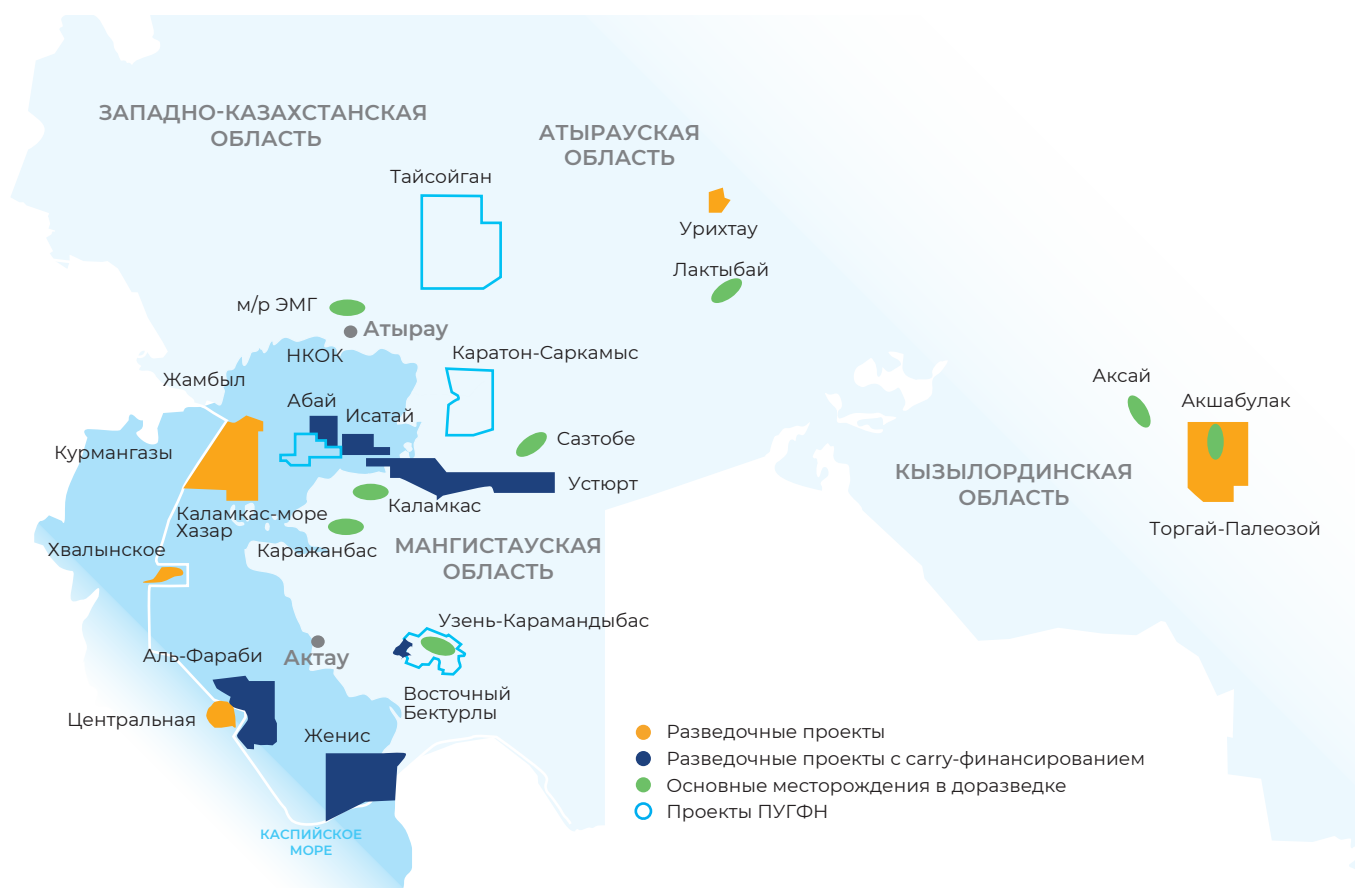 ЗАПАДНО-КАЗАХСТАНСКАЯ
ОБЛАСТЬ
АТЫРАУСКАЯ
ОБЛАСТЬ
Тайсойган
Урихтау
Лактыбай
м/р ЭМГ
Атырау
НКОК
Каратон-Саркамыс
Жамбыл
Абай
Исатай
Аксай
Акшабулак
Курмангазы
Сазтобе
КЫЗЫЛОРДИНСКАЯ
ОБЛАСТЬ
Устюрт
Каламкас
Каламкас-море
Хазар
Торгай-Палеозой
Хвалынское
Каражанбас
МАНГИСТАУСКАЯ
ОБЛАСТЬ
Узень-Карамандыбас
Аль-Фараби
Актау
Восточный
Бектурлы
Центральная
Женис
Разведочные проекты
Разведочные проекты с carry-финансированием
Основные месторождения в доразведке
Проекты ПУГФН
КАСПИЙСКОЕ
МОРЕ